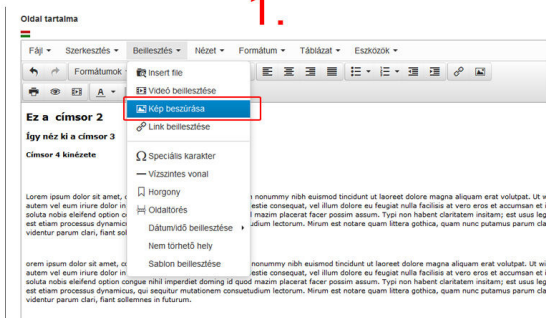 1.
Oldal tartalma
Fájl Szerkesztés Beillesztés Nézet Formátum Táblázat Eszközök
Formátumok
A
Insert file
Videó beillesztése
Kép beszúrása
Link beillesztése
Speciális karakter
Vízszintes vonal
Horgony
Oldaltörés
Dátum/idő beillesztése
Nem törhető hely
Sablon beillesztése
Ez a címsor 2
Így néz ki a címsor 3
Címsor 4 kinézete
Lorem ipsum dolor sit amet, nonummy nibh euismod tincidunt ut laoreet dolore magna aliquam erat volutpat. Ut wi
autem vel eum iriure dolor in estie consequat, vel illum dolore eu feugiat nulla facilisis at vero eros et accumsan et i
soluta nobis eleifend option co mazim placerat facer possim assum. Typi non habent claritatem insitam; est usus leg
est etiam processus dynamic udium lectorum. Mirum est notare quam littera gothica, quam nunc putamus parum cla
videntur parum clari, fiant sol
orem ipsum dolor sit amet, co nonummy nibh euismod tincidunt ut laoreet dolore magna aliquam erat volutpat. Ut wi
autem vel eum iriure dolor in estie consequat, vel illum dolore eu feugiat nulla facilisis at vero eros et accumsan et i
soluta nobis eleifend option congue nihil imperdiet doming id quod mazim placerat facer possim assum. Typi non habent claritatem insitam; est usus leg
est etiam processus dynamicus, qui sequitur mutationem consuetudium lectorum. Mirum est notare quam littera gothica, quam nunc putamus parum cla
videntur parum clari, fiant sollemnes in futurum.